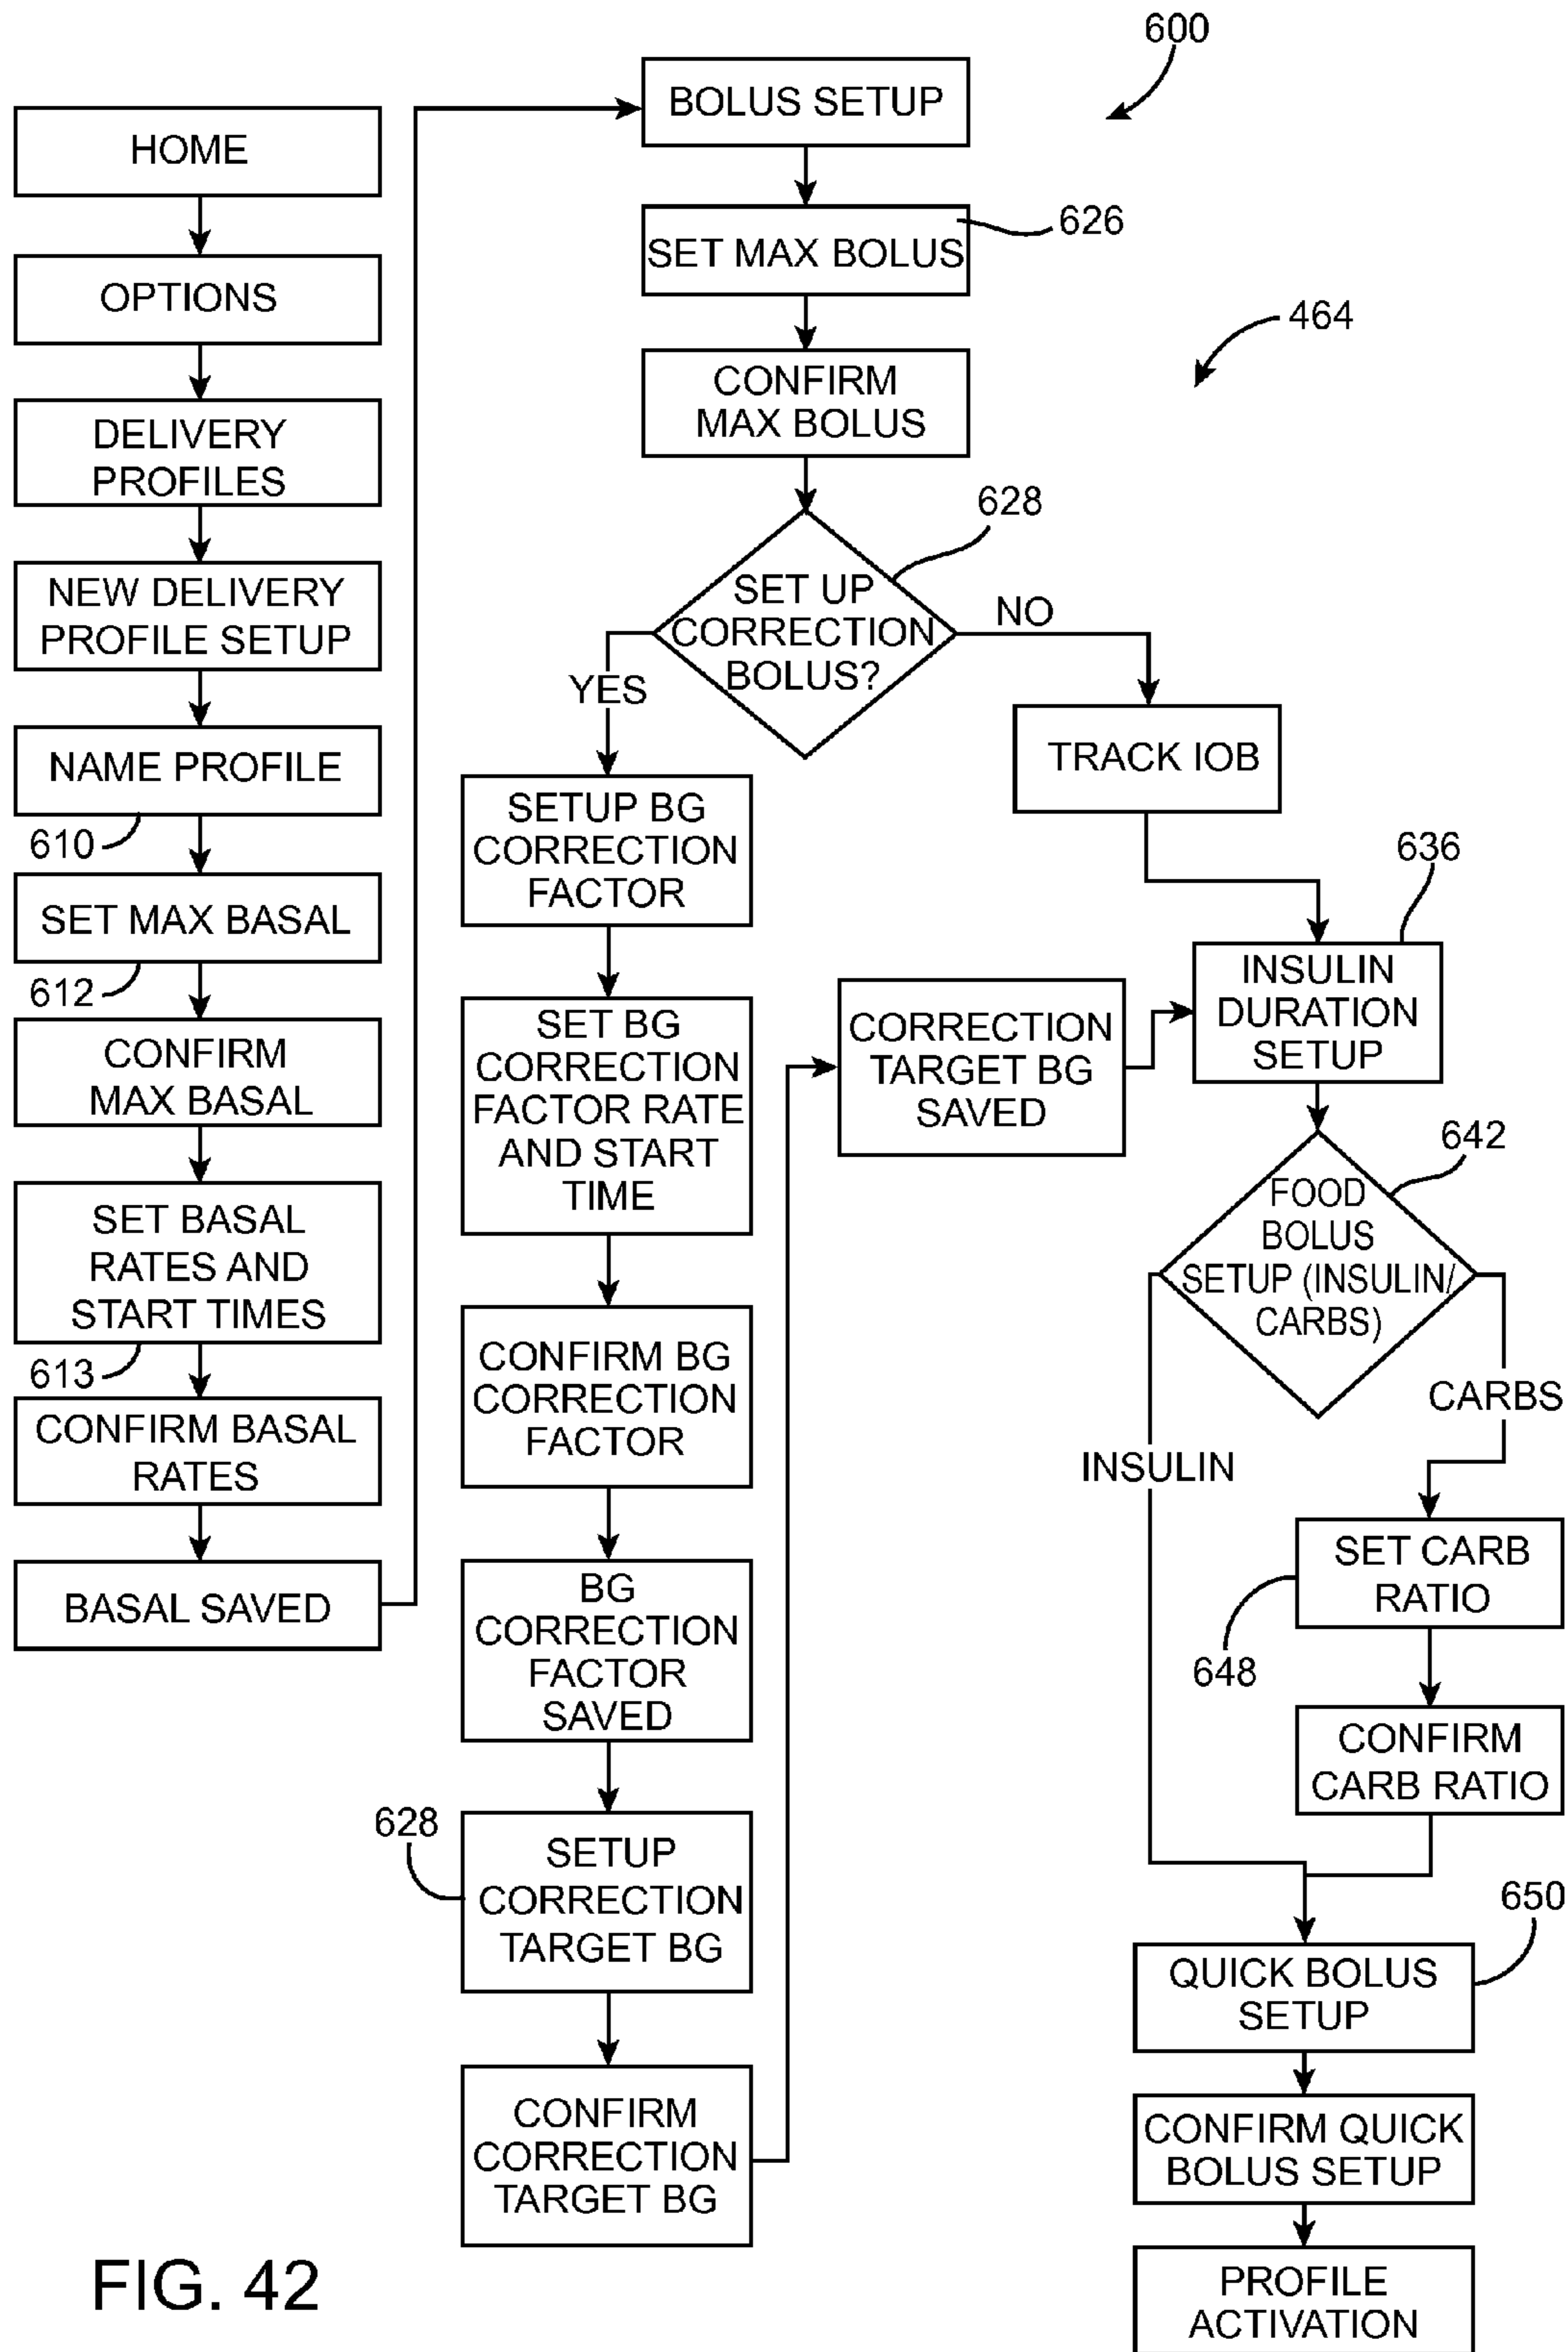 HOME
OPTIONS
DELIVERY
PROFILES
NEW DELIVERY
PROFILE SETUP
NAME PROFILE
610
SET MAX BASAL
612
CONFIRM
MAX BASAL
SET BASAL
RATES AND
START TIMES
613
CONFIRM BASAL
RATES
BASAL SAVED
600
BOLUS SETUP
SET MAX BOLUS
626
464
CONFIRM
MAX BOLUS
628
SET UP
CORRECTION
BOLUS?
YES
NO
SETUP BG
CORRECTION
FACTOR
SET BG
CORRECTION
FACTOR RATE
AND START
TIME
CONFIRM BG
CORRECTION
FACTOR
BG
CORRECTION
FACTOR
SAVED
628
SETUP
CORRECTION
TARGET BG
CONFIRM
CORRECTION
TARGET BG
CORRECTION
TARGET BG
SAVED
TRACK IOB
636
INSULIN
DURATION
SETUP
642
FOOD
BOLUS
SETUP (INSULIN/
CARBS)
CARBS
INSULIN
SET CARB
RATIO
648
CONFIRM
CARB RATIO
650
QUICK BOLUS
SETUP
CONFIRM QUICK
BOLUS SETUP
PROFILE
ACTIVATION
FIG. 42